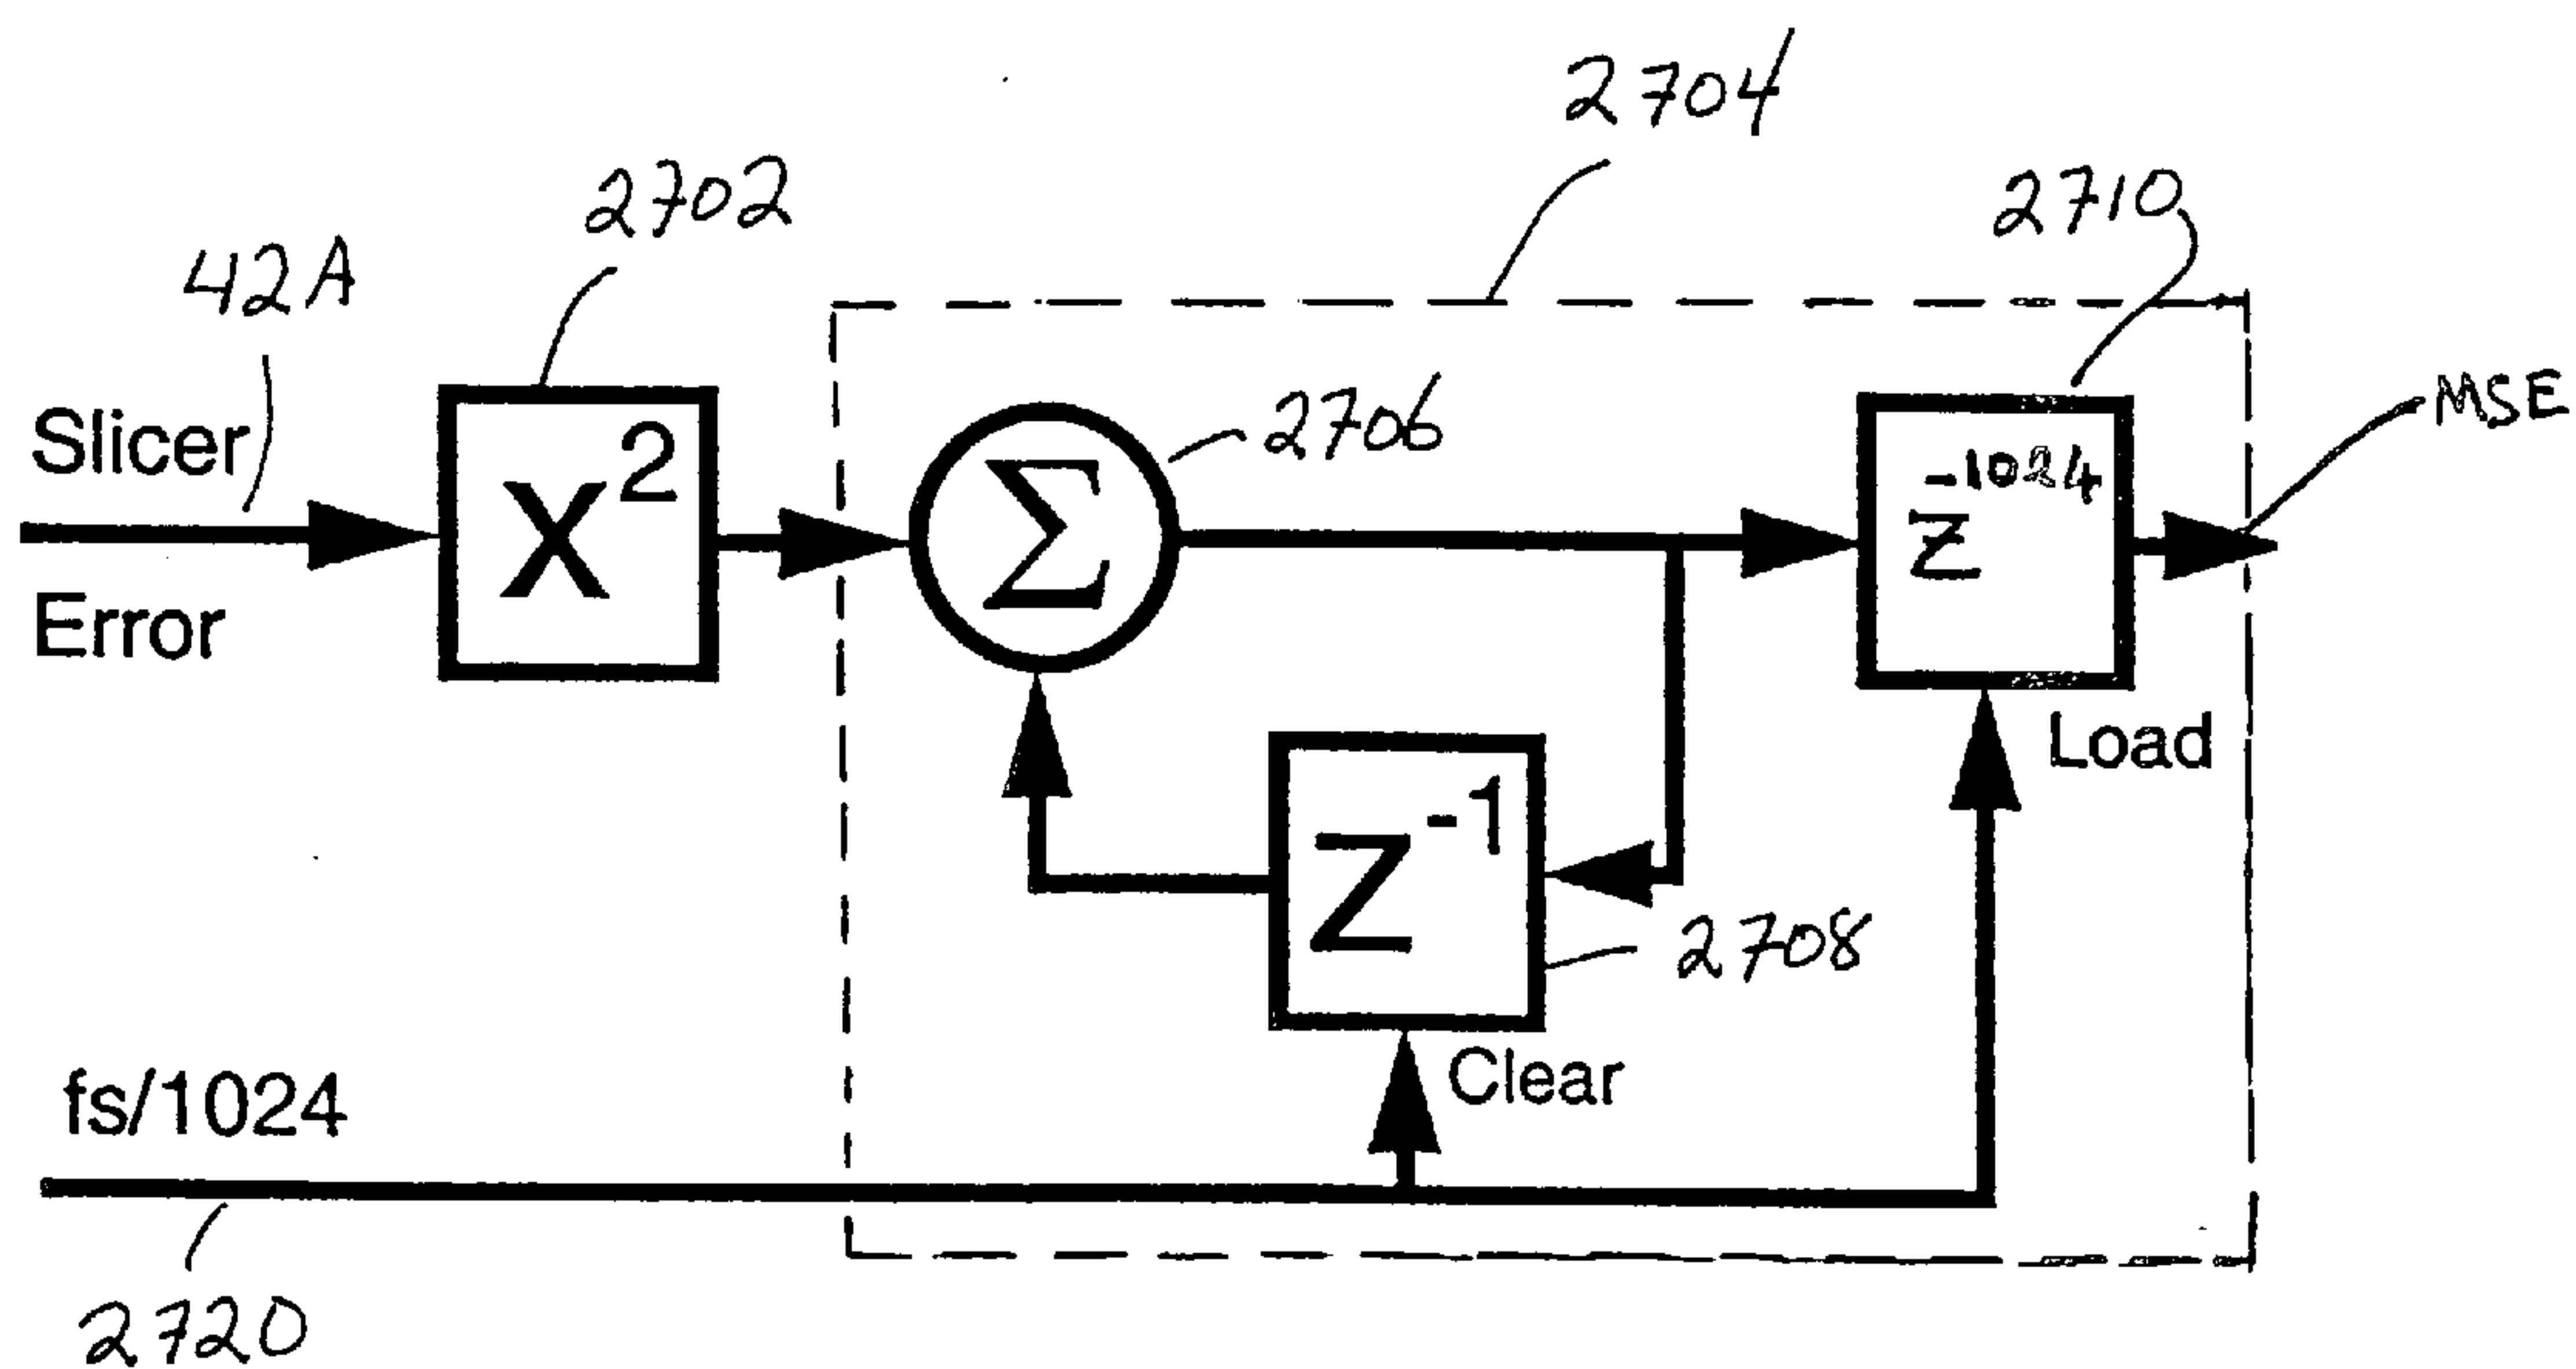 2704
2702
2710
42A
Slicer
Error
X²
2706
Σ
Z⁻¹⁰²⁴
MSE
Load
Z⁻¹
2708
Clear
fs/1024
2720